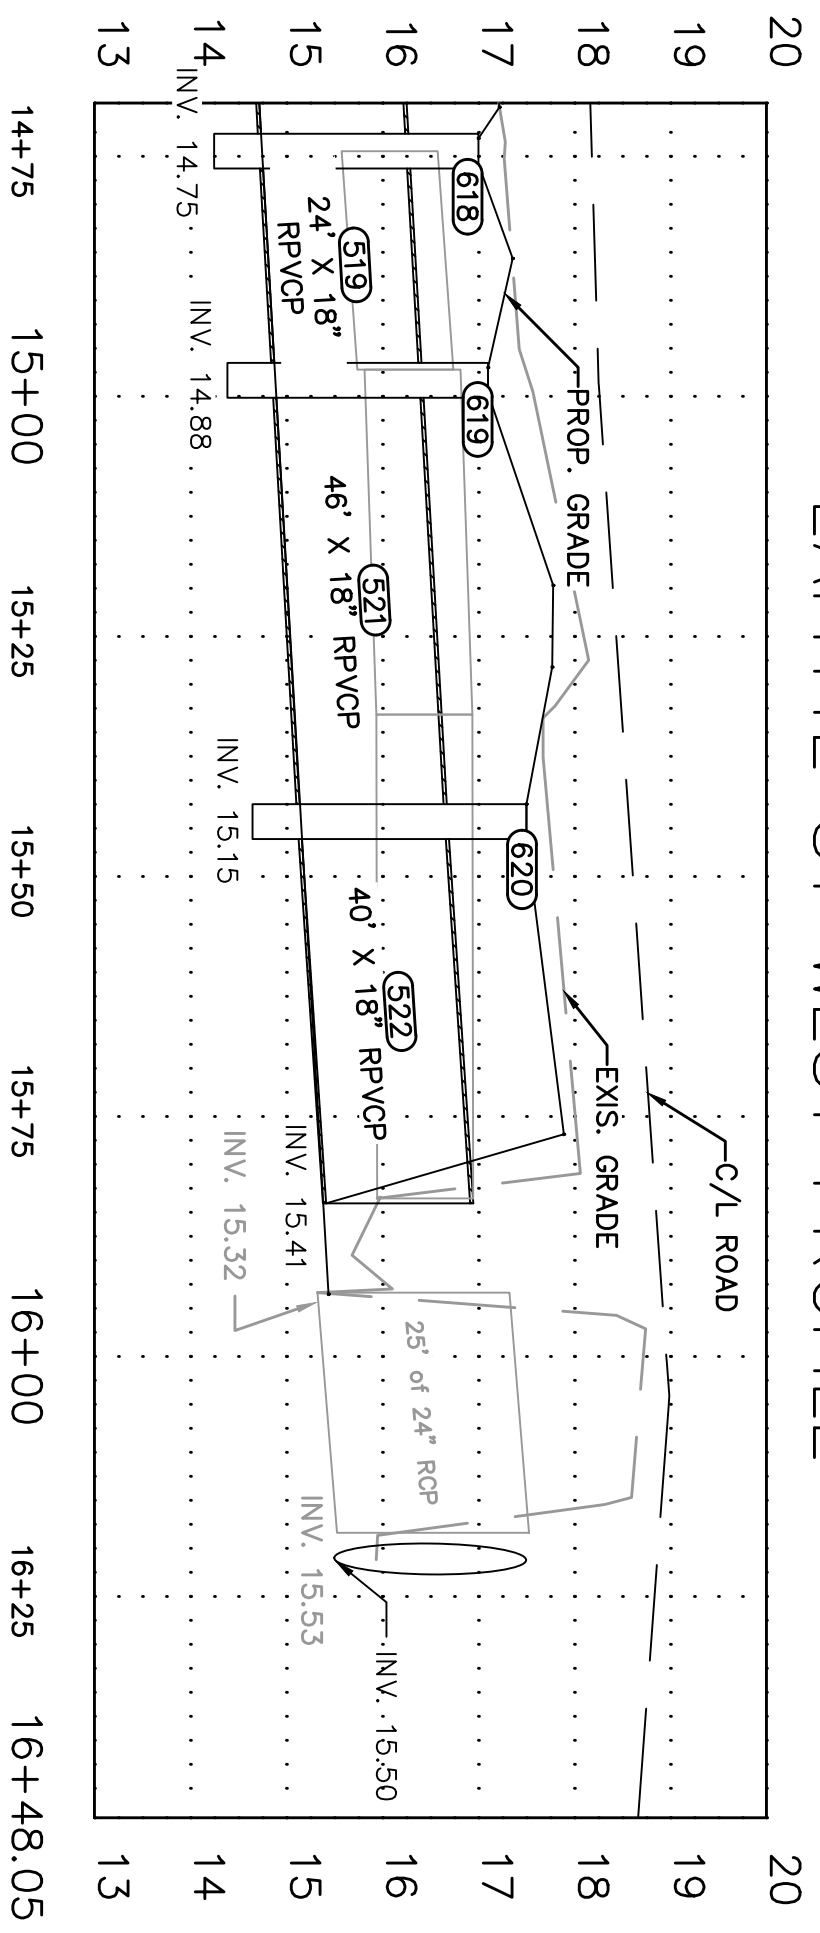 20
19
18
17
16
15
14
13
C/L ROAD
PROP. GRADE
EXIS. GRADE
618
619
620
519
24' X 18"
RPVCP
521
46' X 18" RPVCP
522
40' X 18" RPVCP
25' of 24" RCP
INV. 14.75
INV. 14.88
INV. 15.15
INV. 15.41
INV. 15.32
INV. 15.53
INV. 15.50
20
19
18
17
16
15
14
13
14+75
15+00
15+25
15+50
15+75
16+00
16+25
16+48.05